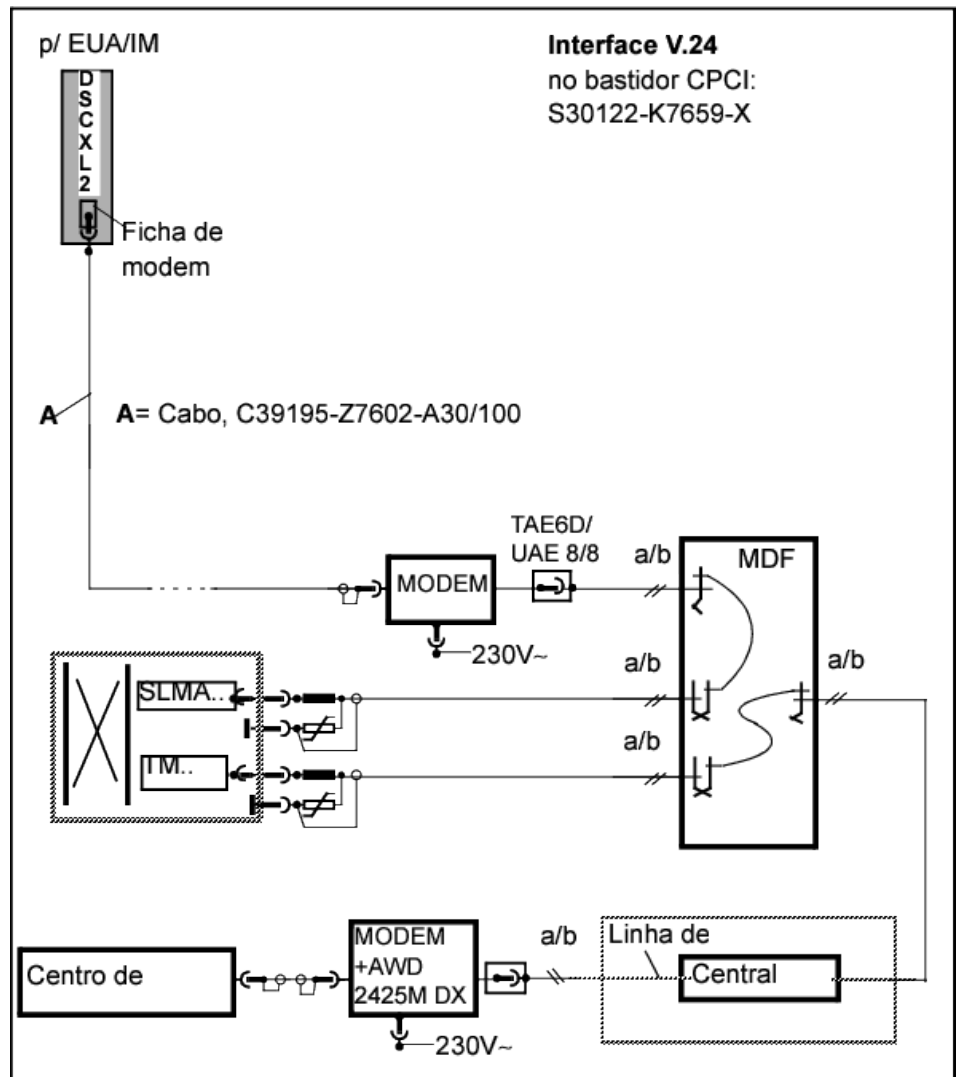 p/ EUA/IM
Interface V.24
no bastidor CPCI:
S30122-K7659-X
D
S
C
X
L
2
Ficha de
modem
A
A= Cabo, C39195-Z7602-A30/100
TAE6D/
UAE 8/8
a/b
MDF
MODEM
230V~
a/b
a/b
SLMA..
a/b
TM..
MODEM
+AWD
2425M DX
a/b
Linha de
Centro de
Central
230V~